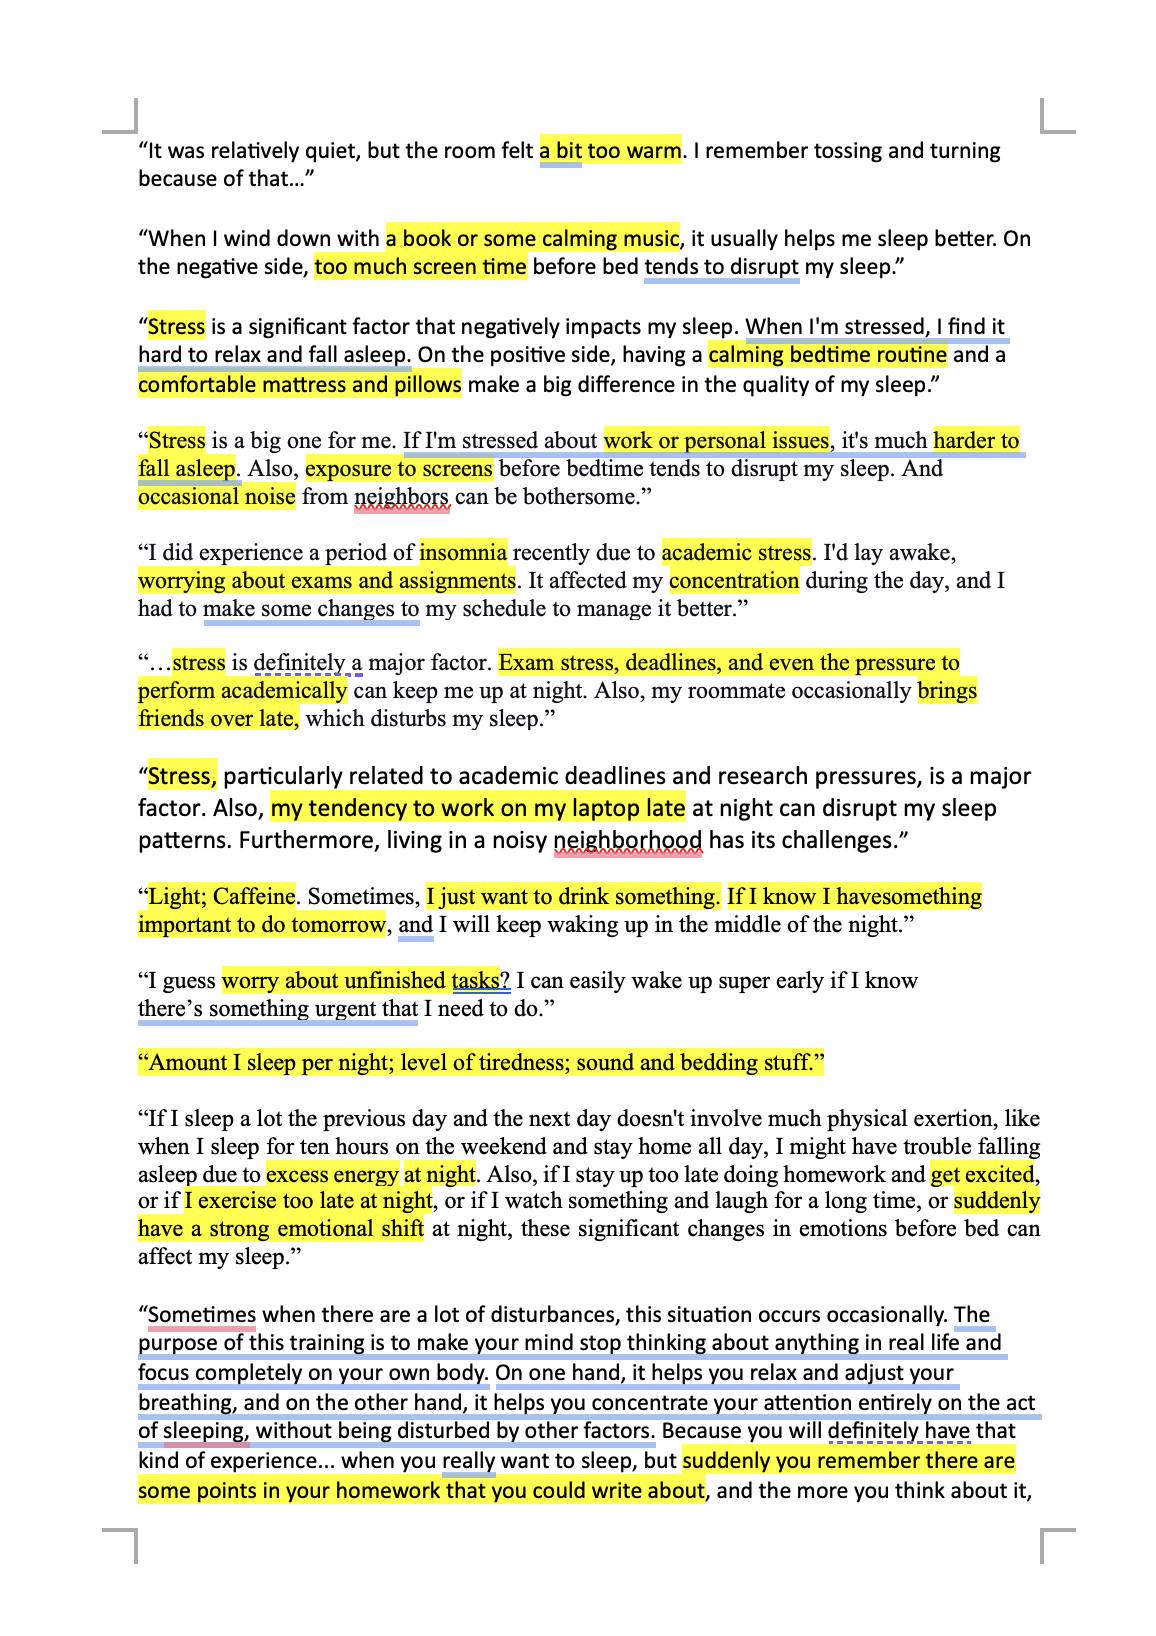 “It was relatively quiet, but the room felt a bit too warm. I remember tossing and turning
because of that…”
“When I wind down with a book or some calming music, it usually helps me sleep better. On
the negative side, too much screen time before bed tends to disrupt my sleep.”
“Stress is a significant factor that negatively impacts my sleep. When I'm stressed, I find it
hard to relax and fall asleep. On the positive side, having a calming bedtime routine and a
comfortable mattress and pillows make a big difference in the quality of my sleep.”
“Stress is a big one for me. If I'm stressed about work or personal issues, it's much harder to
fall asleep. Also, exposure to screens before bedtime tends to disrupt my sleep. And
occasional noise from neighbors can be bothersome.”
“I did experience a period of insomnia recently due to academic stress. I'd lay awake,
worrying about exams and assignments. It affected my concentration during the day, and I
had to make some changes to my schedule to manage it better.”
“…stress is definitely a major factor. Exam stress, deadlines, and even the pressure to
perform academically can keep me up at night. Also, my roommate occasionally brings
friends over late, which disturbs my sleep.”
“Stress, particularly related to academic deadlines and research pressures, is a major
factor. Also, my tendency to work on my laptop late at night can disrupt my sleep
patterns. Furthermore, living in a noisy neighborhood has its challenges.”
“Light; Caffeine. Sometimes, I just want to drink something. If I know I havesomething
important to do tomorrow, and I will keep waking up in the middle of the night.”
“I guess worry about unfinished tasks? I can easily wake up super early if I know
there’s something urgent that I need to do.”
“Amount I sleep per night; level of tiredness; sound and bedding stuff.”
“If I sleep a lot the previous day and the next day doesn't involve much physical exertion, like
when I sleep for ten hours on the weekend and stay home all day, I might have trouble falling
asleep due to excess energy at night. Also, if I stay up too late doing homework and get excited,
or if I exercise too late at night, or if I watch something and laugh for a long time, or suddenly
have a strong emotional shift at night, these significant changes in emotions before bed can
affect my sleep.”
“Sometimes when there are a lot of disturbances, this situation occurs occasionally. The
purpose of this training is to make your mind stop thinking about anything in real life and
focus completely on your own body. On one hand, it helps you relax and adjust your
breathing, and on the other hand, it helps you concentrate your attention entirely on the act
of sleeping, without being disturbed by other factors. Because you will definitely have that
kind of experience... when you really want to sleep, but suddenly you remember there are
some points in your homework that you could write about, and the more you think about it,